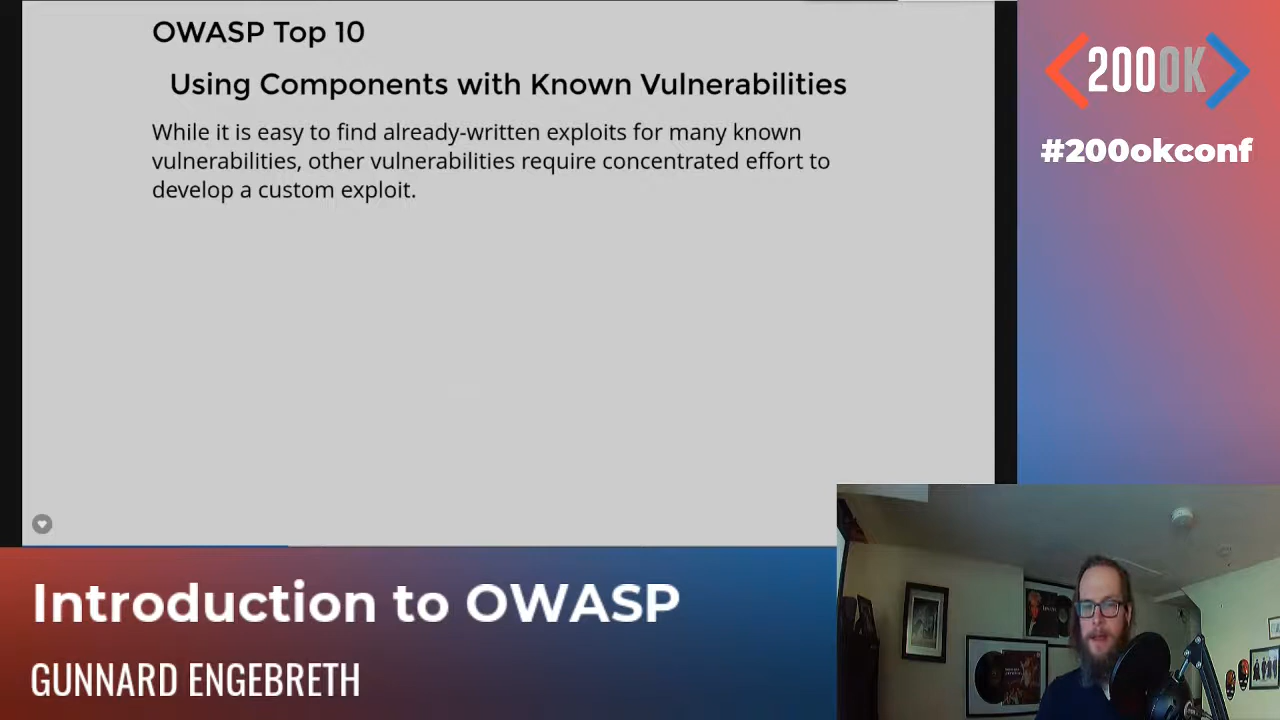 OWASP Top 10
Using Components with Known Vulnerabilities
While it is easy to find already-written exploits for many known
vulnerabilities, other vulnerabilities require concentrated effort to
develop a custom exploit.
200OK
#200okconf
Introduction to OWASP
GUNNARD ENGEBRETH